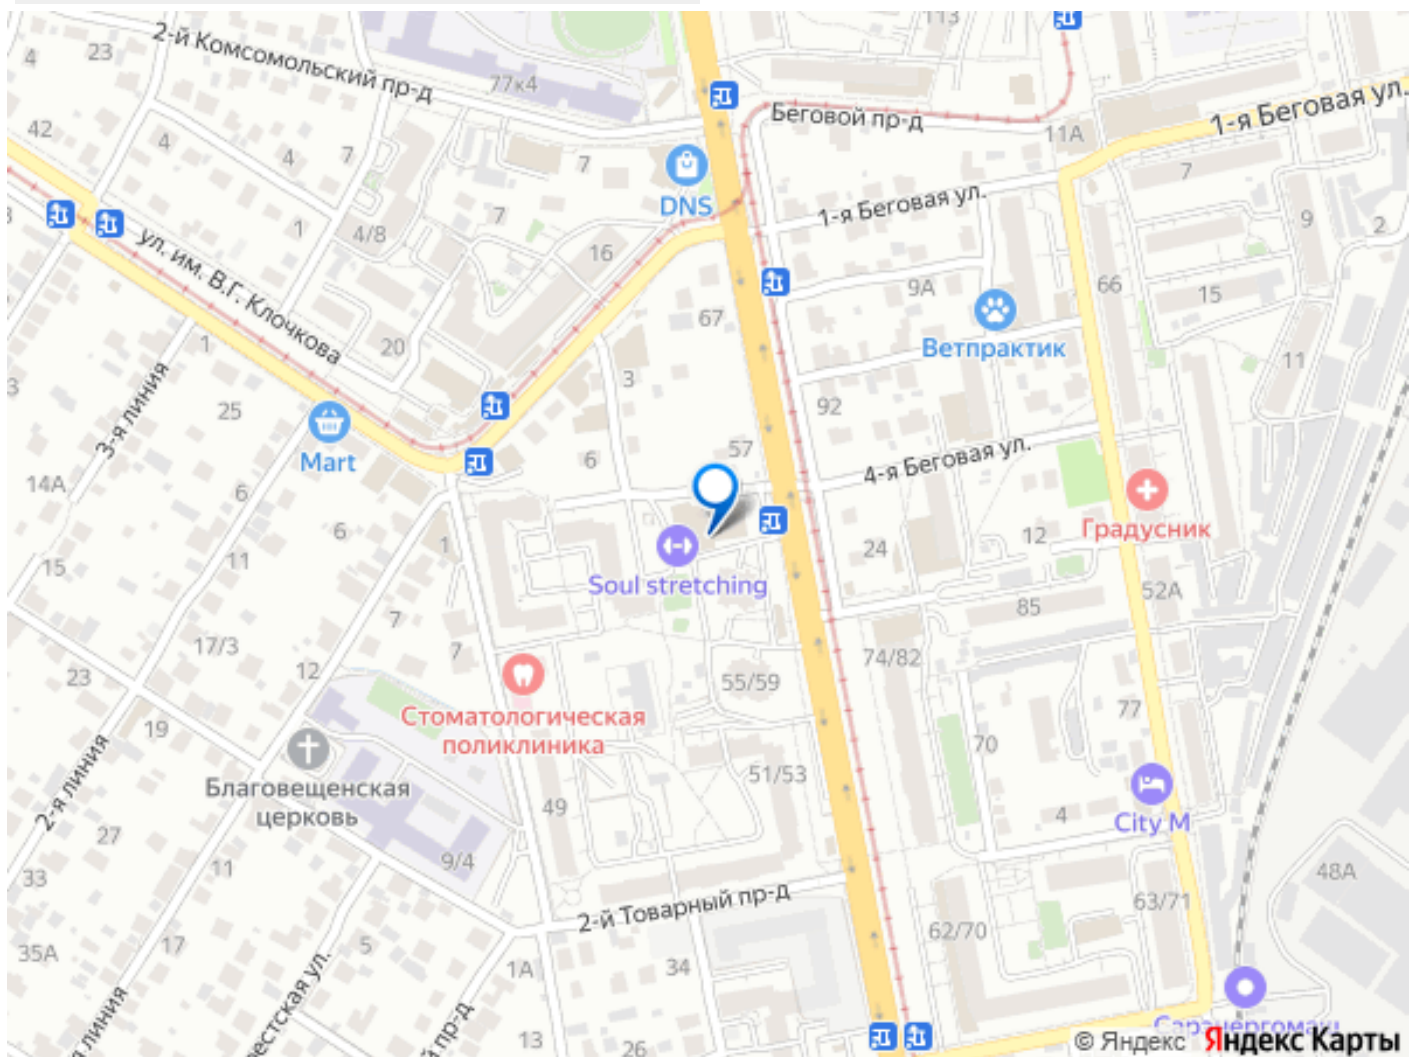 23
2-й Комсомольский пр-д
113
4
77к4
42
4
4
7
7
7
DNS
Беговой пр-д
11А
1-я Беговая ул.
7
1-я Беговая ул.
9
2
ул. им. В.Г. Клочкова
1
4/8
16
9А
66
15
67
Ветпрактик
11
1
20
3
3-я линия
25
92
Mart
6
57
4-я Беговая ул.
14А
6
6
1
Градусник
12
24
11
15
Soul stretching
85
52А
7
17/3
7
12
23
74/82
55/59
Стоматологическая
поликлиника
77
19
70
51/53
Благовещенская
церковь
2-я линия
49
4
City M
27
9/4
11
48А
33
2-й Товарный пр-д
63/71
62/70
35А
17
5
1А
34
13
26
© Яндекс Яндекс Карты